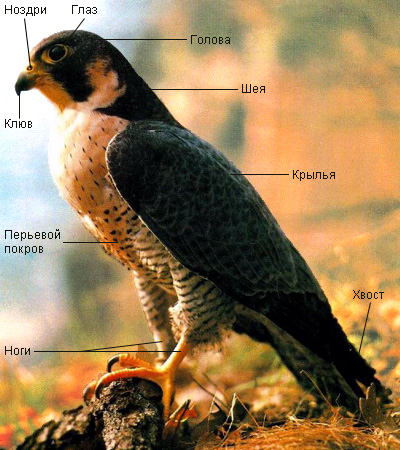 Ноздри
Глаз
Голова
Шея
Клюв
Крылья
Перьевой
покров
Хвост
Ноги